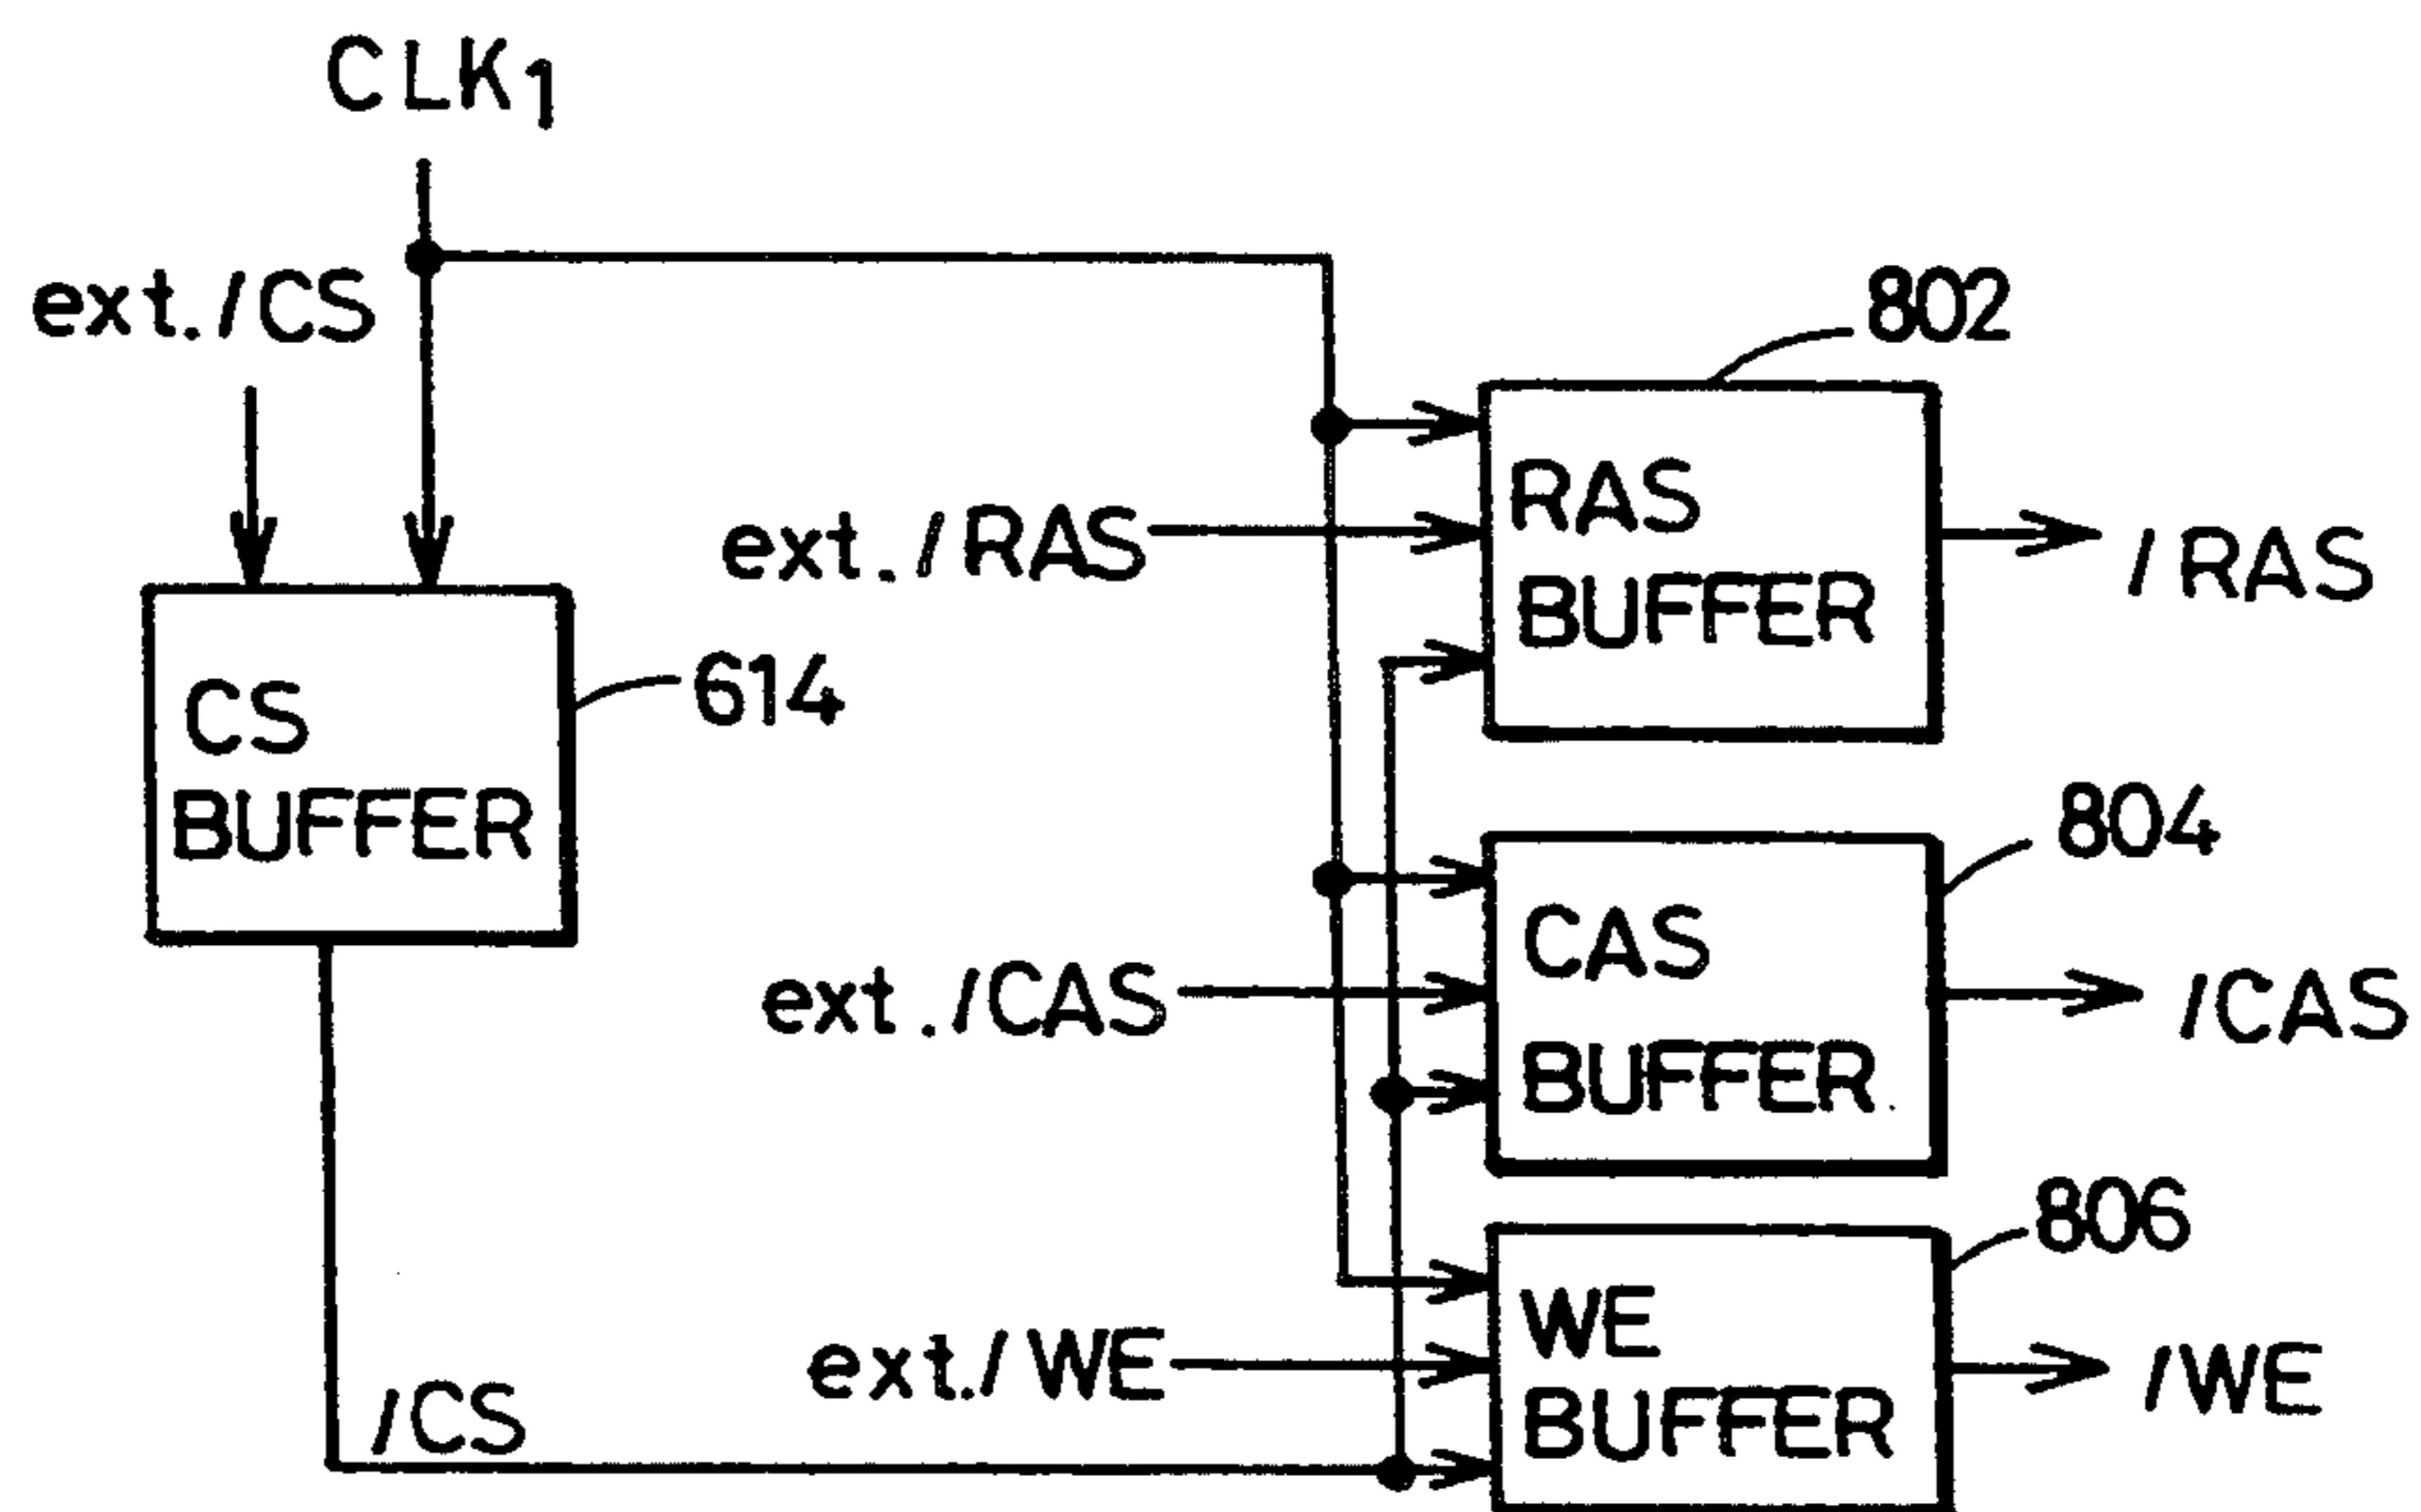 CLK1
ext./CS
802
ext./RAS
RAS
BUFFER
/RAS
614
CS
BUFFER
804
ext./CAS
CAS
BUFFER
/CAS
806
ext./WE
WE
BUFFER
/WE
/CS